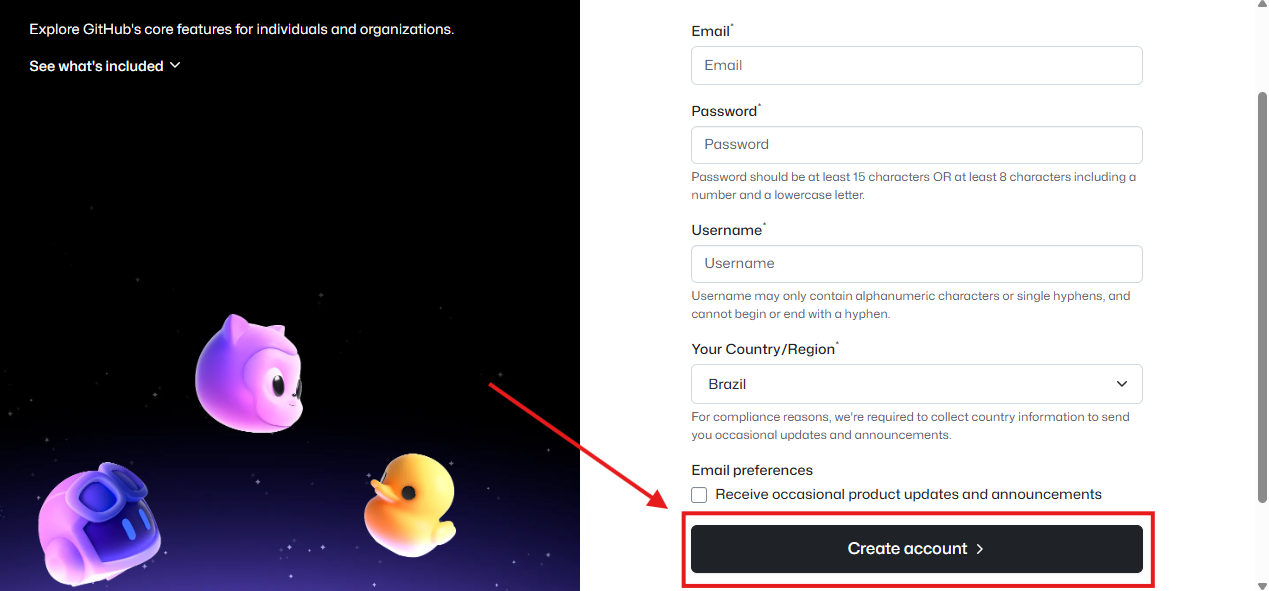 Explore GitHub's core features for individuals and organizations.
See what's included
Email*
Email
Password*
Password
Password should be at least 15 characters OR at least 8 characters including a
number and a lowercase letter.
Username*
Username
Username may only contain alphanumeric characters or single hyphens, and
cannot begin or end with a hyphen.
Your Country/Region*
Brazil
For compliance reasons, we're required to collect country information to send
you occasional updates and announcements.
Email preferences
Receive occasional product updates and announcements
Create account